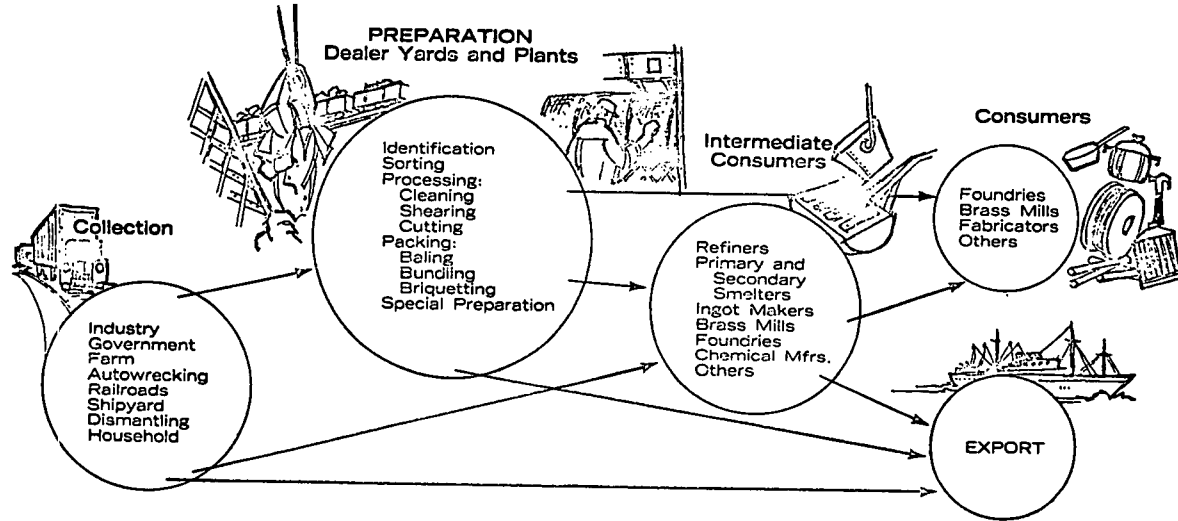 PREPARATION
Dealer Yards and Plants
Identification
Sorting
Processing:
Cleaning
Shearing
Cutting
Packing:
Baling
Bundling
Briquetting
Special Preparation
Collection
Industry
Government
Farm
Autowrecking
Railroads
Shipyard
Dismantling
Household
Intermediate
Consumers
Refiners
Primary and
Secondary
Smelters
Ingot Makers
Brass Mills
Foundries
Chemical Mfrs.
Others
Consumers
Foundries
Brass Mills
Fabricators
Others
EXPORT